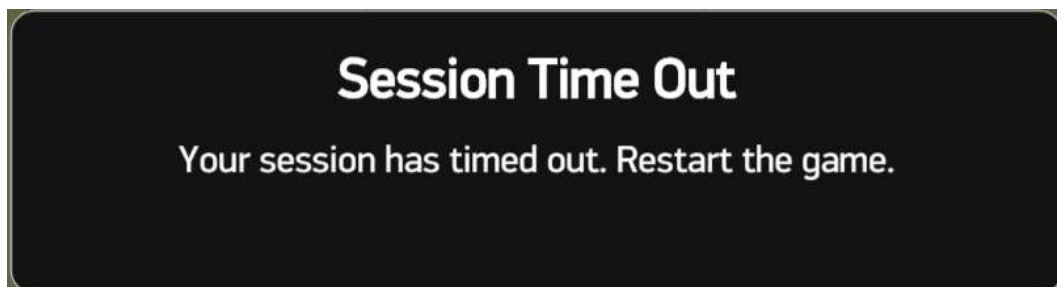 Session Time Out
Your session has timed out. Restart the game.